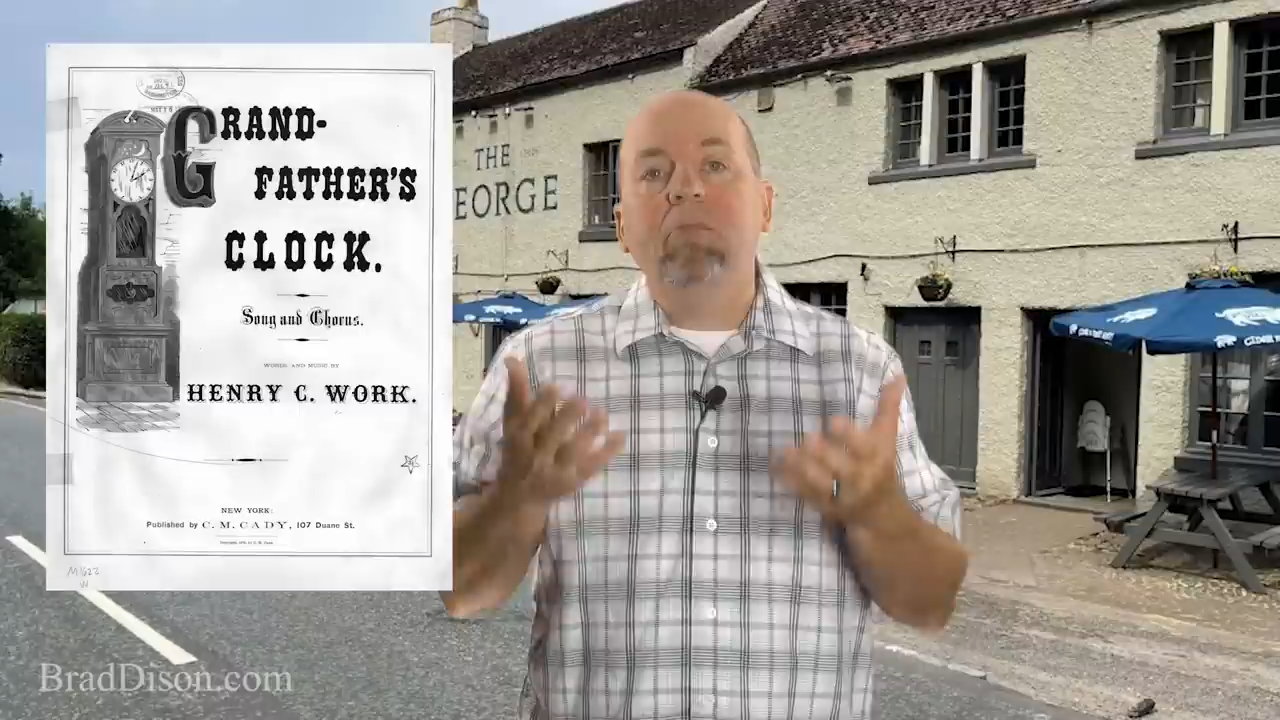 GRAND-
FATHER'S
CLOCK.
Song and Chorus.
WORDS AND MUSIC BY
HENRY C. WORK.
NEW YORK:
Published by C. M. CADY, 107 Duane St.
M1622
W
THE
EORGE
BradDison.com